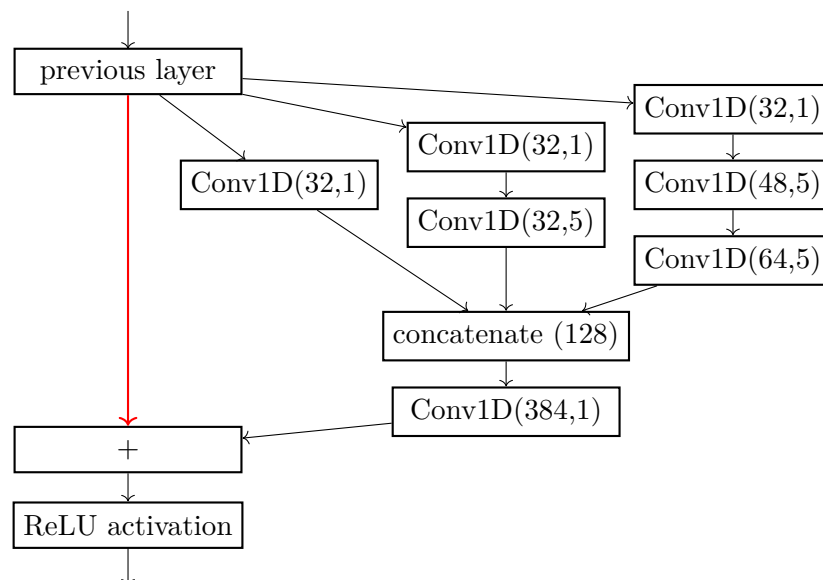 previous layer
Conv1D(32,1)
Conv1D(32,1)
Conv1D(32,1)
Conv1D(48,5)
Conv1D(32,5)
Conv1D(64,5)
concatenate (128)
Conv1D(384,1)
+
ReLU activation